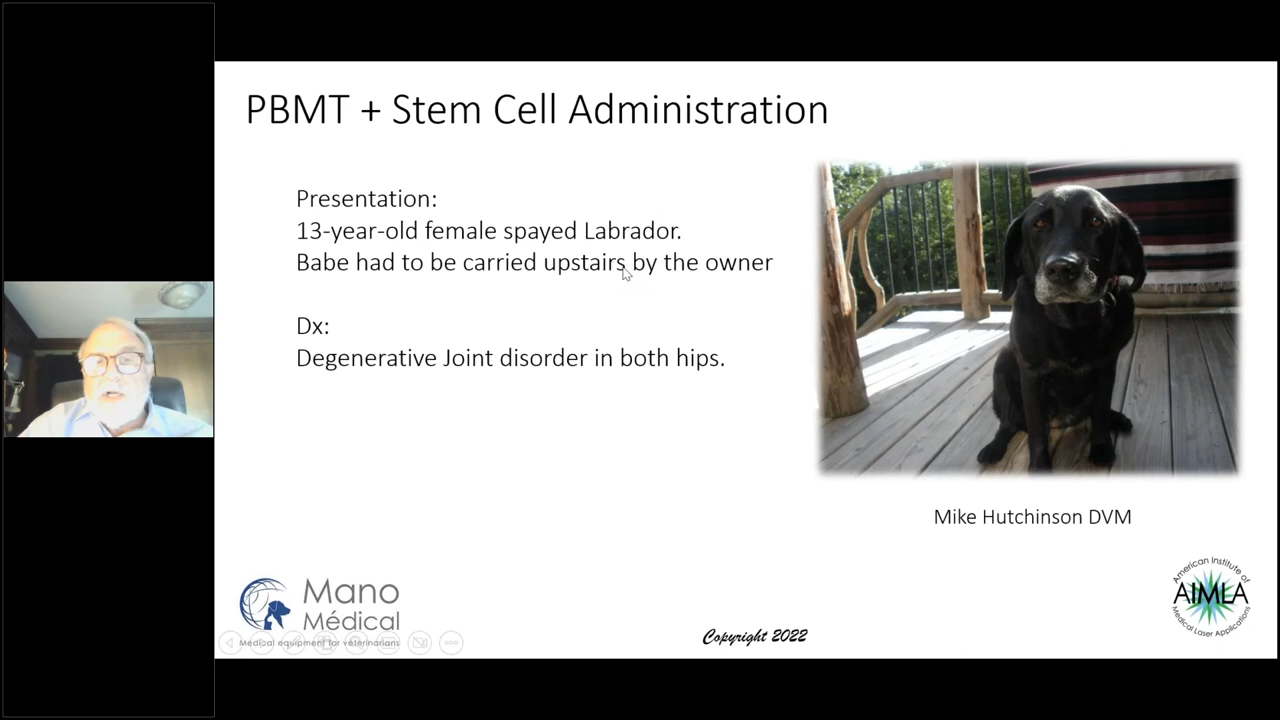 PBMT + Stem Cell Administration
Presentation:
13-year-old female spayed Labrador.
Babe had to be carried upstairs by the owner
Dx:
Degenerative Joint disorder in both hips.
Mike Hutchinson DVM
Mano
Médical
Medical equipment for veterinarians
Copyright 2022
American Institute of
AIMLA
Medical Laser Applications